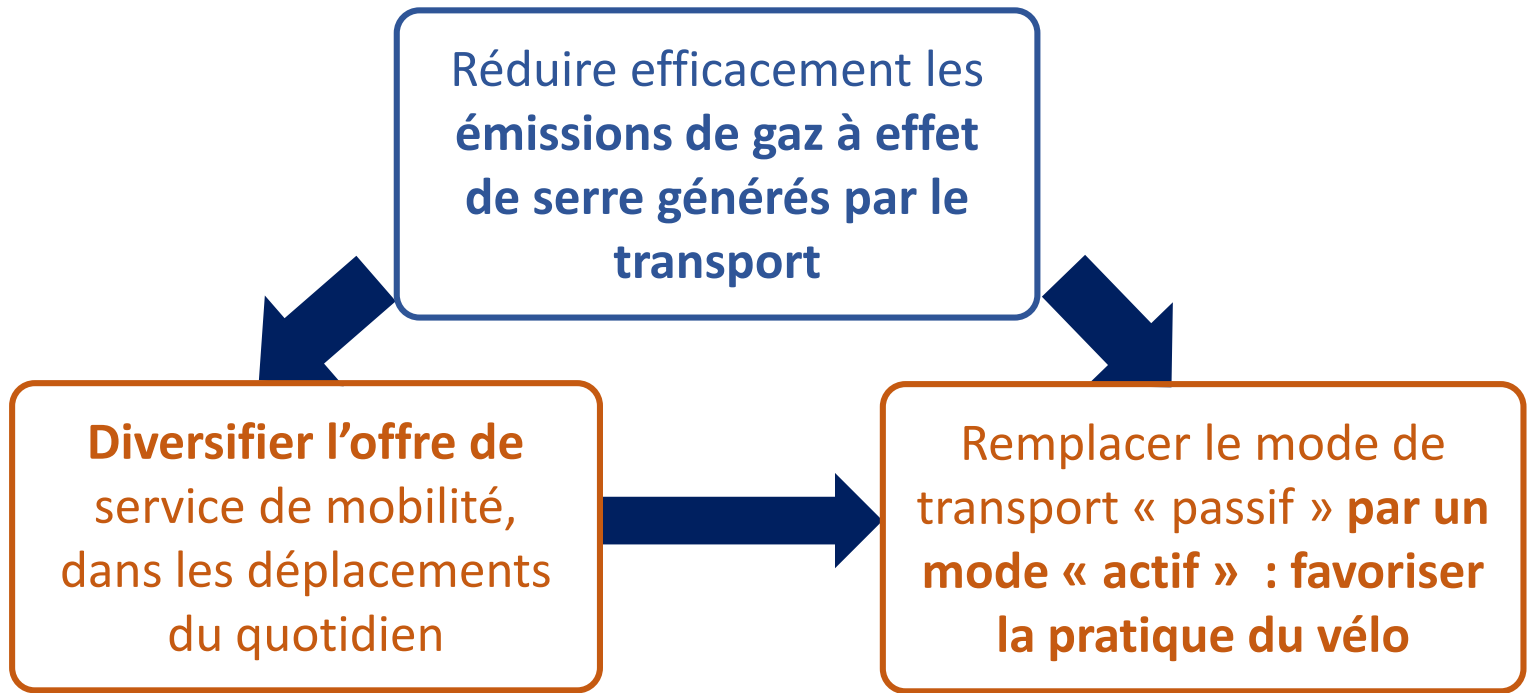 Réduire efficacement les
émissions de gaz à effet
de serre générés par le
transport
Diversifier l’offre de
service de mobilité,
dans les déplacements
du quotidien
Remplacer le mode de
transport « passif » par un
mode « actif »  : favoriser
la pratique du vélo